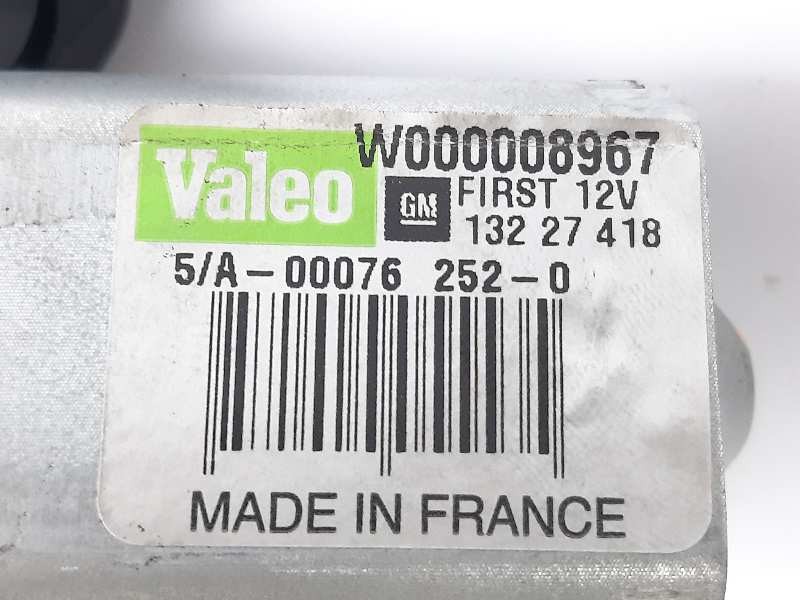 Valeo W000008967
GM FIRST 12V
132 27 418
5/A-00076 252-0
MADE IN FRANCE